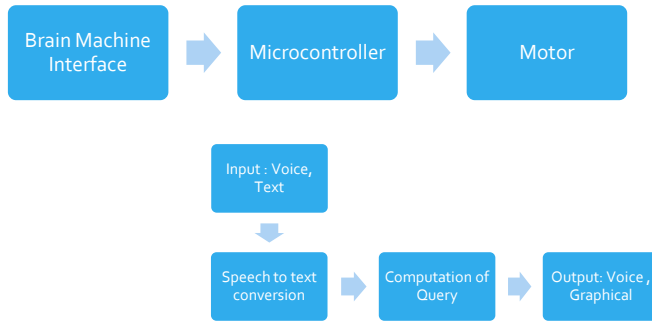 Brain Machine
Interface
Microcontroller
Motor
Input : Voice,
Text
Speech to text
conversion
Computation of
Query
Output: Voice ,
Graphical